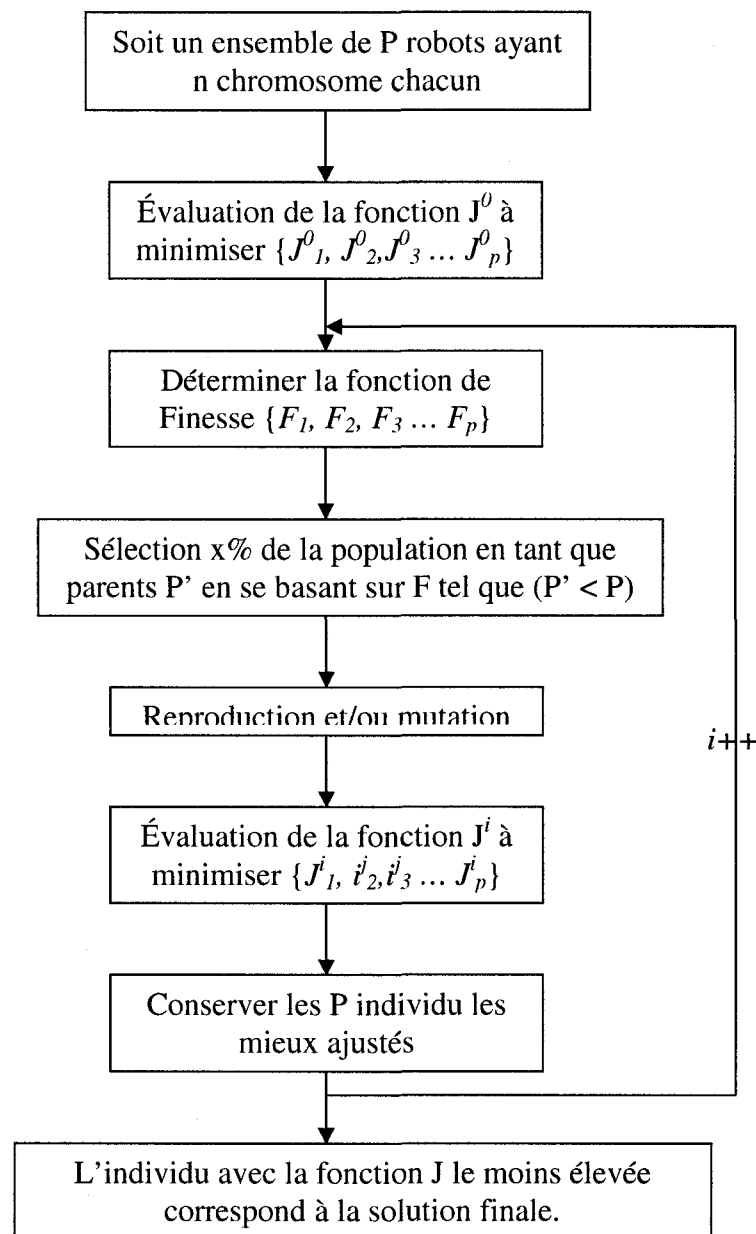 Soit un ensemble de P robots ayant
n chromosome chacun
Évaluation de la fonction J⁰ à
minimiser {J⁰₁, J⁰₂,J⁰₃ ... J⁰ₚ}
Déterminer la fonction de
Finesse {F₁, F₂, F₃ ... Fₚ}
Sélection x% de la population en tant que
parents P' en se basant sur F tel que (P' < P)
Reproduction et/ou mutation
i++
Évaluation de la fonction Jⁱ à
minimiser {Jⁱ₁, iʲ₂,iʲ₃ ... Jⁱₚ}
Conserver les P individu les
mieux ajustés
L'individu avec la fonction J le moins élevée
correspond à la solution finale.